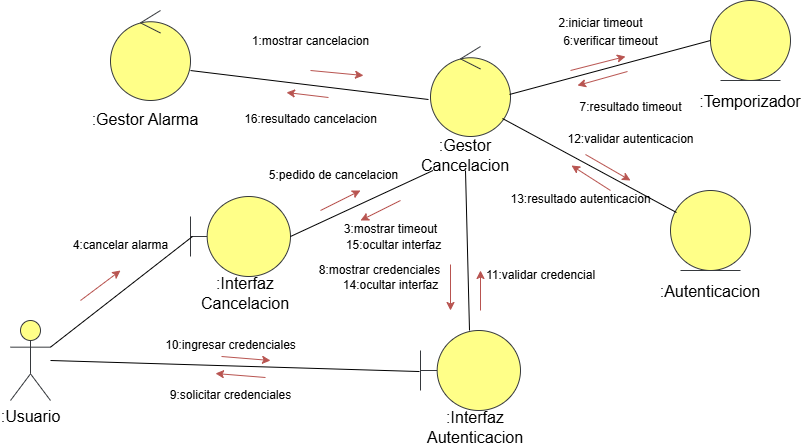 2:iniciar timeout
6:verificar timeout
1:mostrar cancelacion
:Temporizador
7:resultado timeout
:Gestor Alarma
16:resultado cancelacion
12:validar autenticacion
:Gestor
Cancelacion
5:pedido de cancelacion
13:resultado autenticacion
3:mostrar timeout
15:ocultar interfaz
4:cancelar alarma
8:mostrar credenciales
14:ocultar interfaz
11:validar credencial
:Interfaz
Cancelacion
:Autenticacion
10:ingresar credenciales
9:solicitar credenciales
:Usuario
:Interfaz
Autenticacion